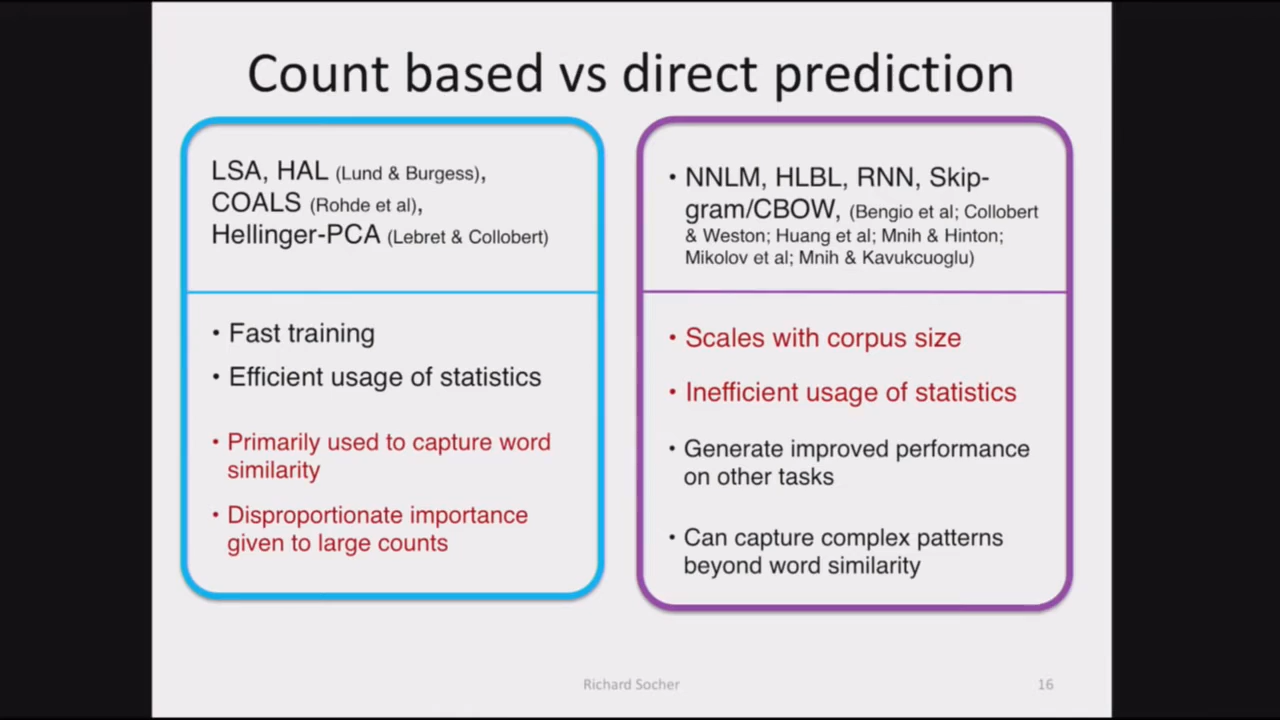 Count based vs direct prediction
LSA, HAL (Lund & Burgess),
COALS (Rohde et al),
Hellinger-PCA (Lebret & Collobert)
• Fast training
• Efficient usage of statistics
• Primarily used to capture word
similarity
• Disproportionate importance
given to large counts
• NNLM, HLBL, RNN, Skip-
gram/CBOW, (Bengio et al; Collobert
& Weston; Huang et al; Mnih & Hinton;
Mikolov et al; Mnih & Kavukcuoglu)
• Scales with corpus size
• Inefficient usage of statistics
• Generate improved performance
on other tasks
• Can capture complex patterns
beyond word similarity
Richard Socher
16